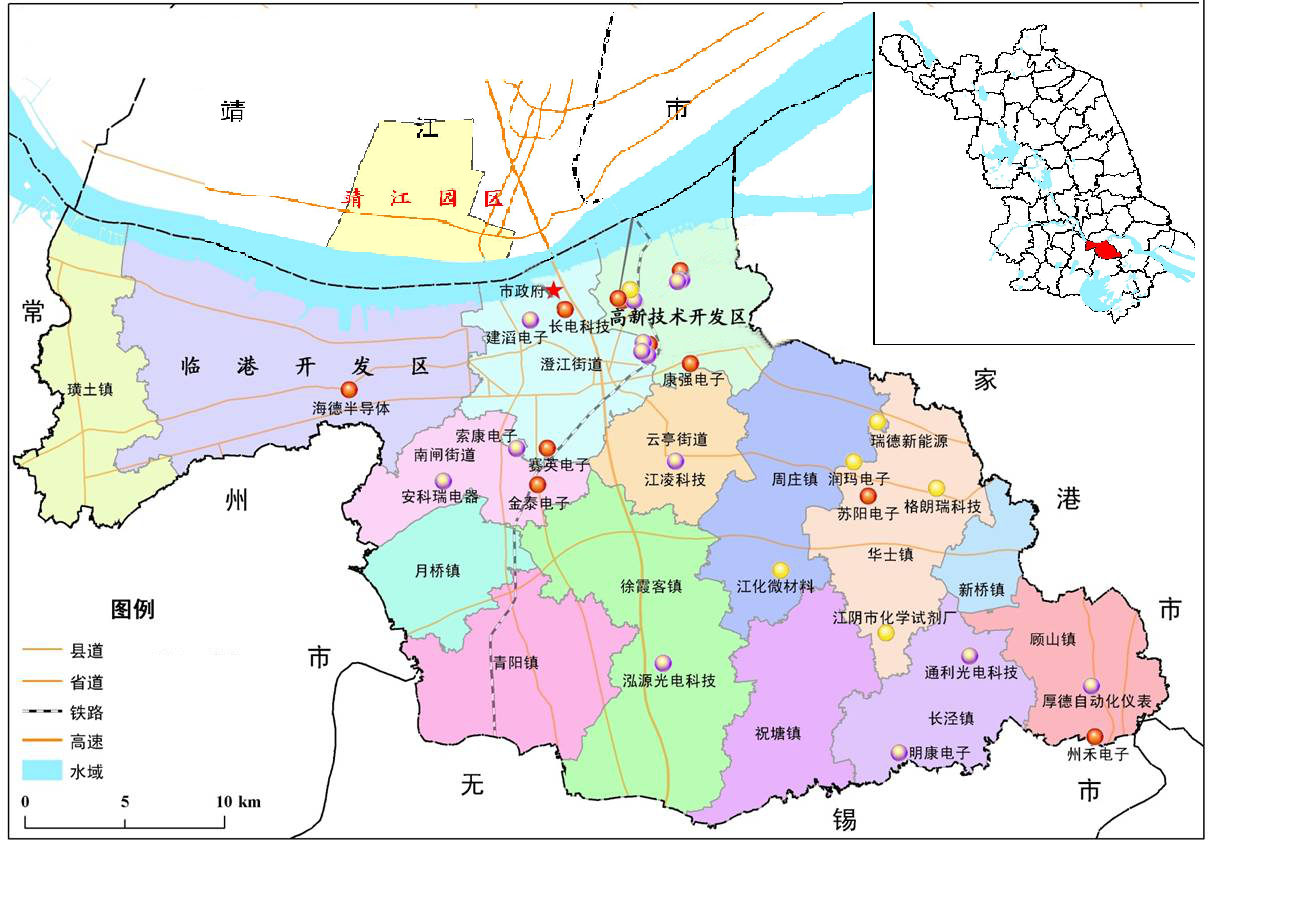 靖 江 市
靖江园区
市政府
常
建滔电子
长电科技
高新技术开发区
临港开发区
澄江街道
康强电子
家
璜土镇
海德半导体
索康电子
南闸街道
赛英电子
云亭街道
瑞德新能源
江凌科技
周庄镇
润玛电子
州
安科瑞电器
金泰电子
苏阳电子
格朗瑞科技
港
华士镇
月桥镇
徐霞客镇
江化微材料
新桥镇
图例
江阴市化学试剂厂
市
县道
市
青阳镇
顾山镇
省道
泓源光电科技
通利光电科技
厚德自动化仪表
铁路
祝塘镇
长泾镇
高速
明康电子
州禾电子
水域
无
市
0 5 10 km
锡